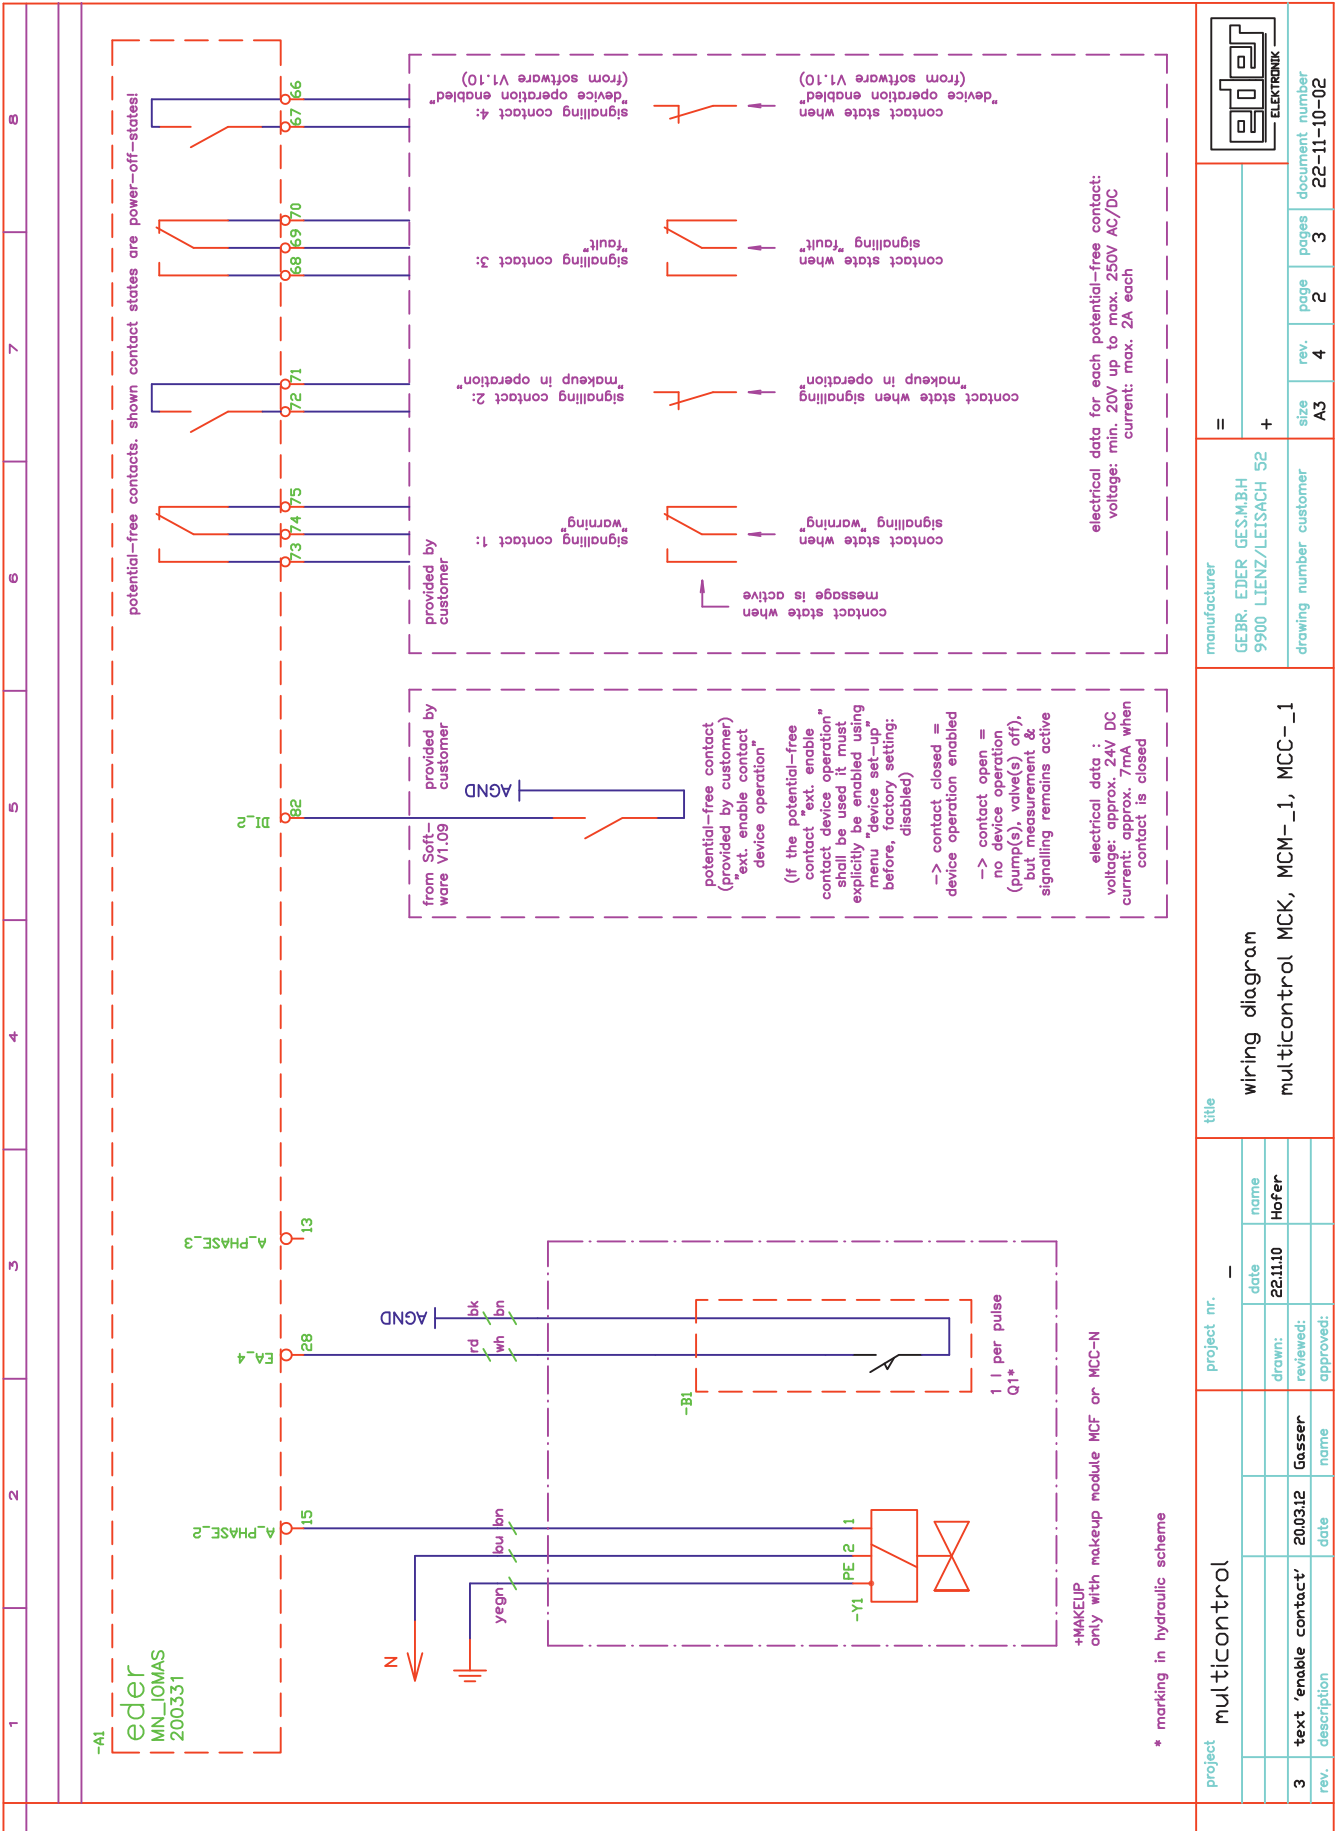 1
2
3
4
5
6
7
8
-A1
eder
MN_IOMAS
200331
potential-free contacts. shown contact states are power-off-states!
A_PHASE_2
15
EA_4
28
A_PHASE_3
13
DI_2
82
73
74
75
72
71
68
69
70
67
66
N
yegn
bu
bn
rd
wh
bk
bn
AGND
-Y1
PE
2
1
-B1
1 l per pulse
Q1*
+MAKEUP
only with makeup module MCF or MCC-N
* marking in hydraulic scheme
from Soft-
ware V1.09
provided by
customer
AGND
potential-free contact
(provided by customer)
"ext. enable contact
device operation"
(If the potential-free
contact "ext. enable
contact device operation"
shall be used it must
explicitly be enabled using
menu "device set-up"
before, factory setting:
disabled)
-> contact closed =
device operation enabled
-> contact open =
no device operation
(pump(s), valve(s) off),
but measurement &
signalling remains active
electrical data :
voltage: approx. 24V DC
current: approx. 7mA when
contact is closed
provided by
customer
signalling contact 1:
"warning"
signalling contact 2:
"makeup in operation"
signalling contact 3:
"fault"
signalling contact 4:
"device operation enabled"
(from software V1.10)
contact state when
message is active
contact state when
signalling "warning"
contact state when signalling
"makeup in operation"
contact state when
signalling "fault"
contact state when
"device operation enabled"
(from software V1.10)
electrical data for each potential-free contact:
voltage: min. 20V up to max. 250V AC/DC
current: max. 2A each
project
multicontrol
3
text 'enable contact'
20.03.12
Gasser
rev.
description
date
name
project nr.
-
date
name
drawn:
22.11.10
Hofer
reviewed:
approved:
title
wiring diagram
multicontrol MCK, MCM-_1, MCC-_1
manufacturer
GEBR. EDER GES.M.B.H
9900 LIENZ/LEISACH 52
drawing number customer
=
+
size
A3
rev.
4
page
2
pages
3
document number
22-11-10-02
eder
ELEKTRONIK